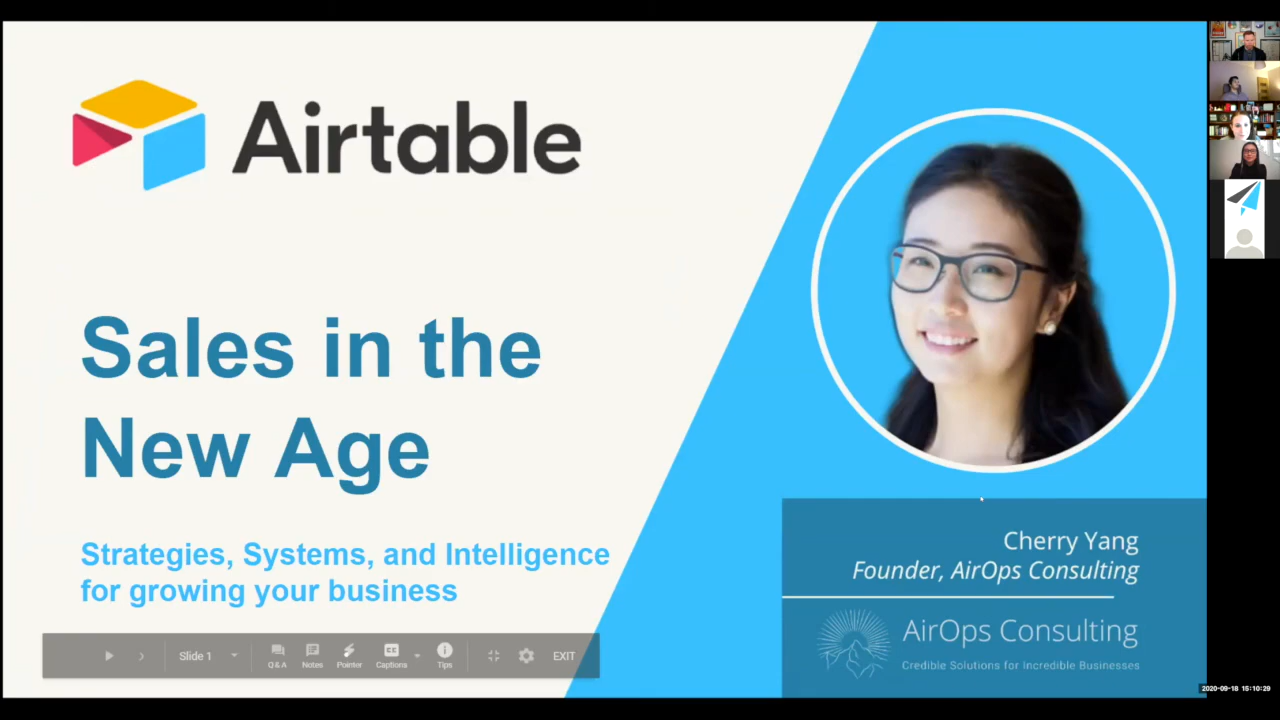 Airtable
Sales in the
New Age
Strategies, Systems, and Intelligence
for growing your business
Cherry Yang
Founder, AirOps Consulting
AirOps Consulting
Credible Solutions for Incredible Businesses
Slide 1
Q&A
Notes
Pointer
CC
Captions
Tips
EXIT
2020-09-18 15:10:29